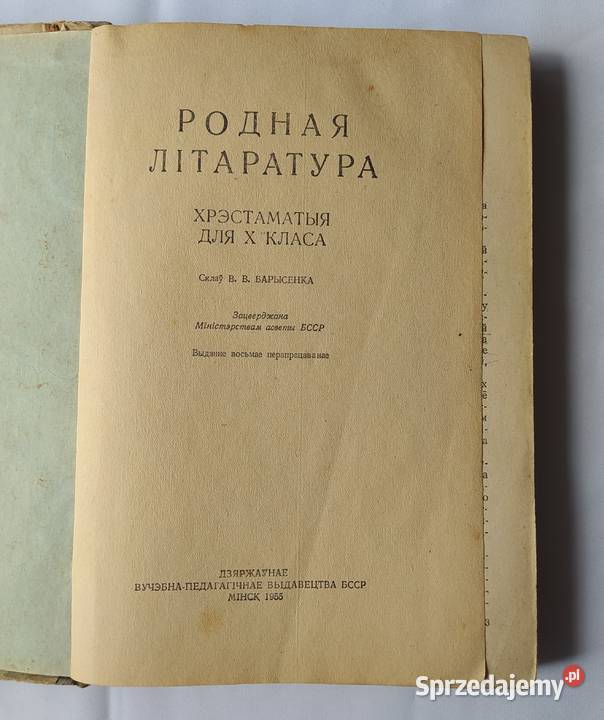 РОДНАЯ
ЛІТАРАТУРА
ХРЭСТАМАТЫЯ
ДЛЯ X КЛАСА
Склаў В. В. БАРЫСЕНКА
Зацверджана
Міністэрствам асветы БССР
Выданне восьмае перапрацаванае
ДЗЯРЖАЎНАЕ
ВУЧЭБНА-ПЕДАГАГІЧНАЕ ВЫДАВЕЦТВА БССР
МІНСК 1955
3
Sprzedajemy.pl